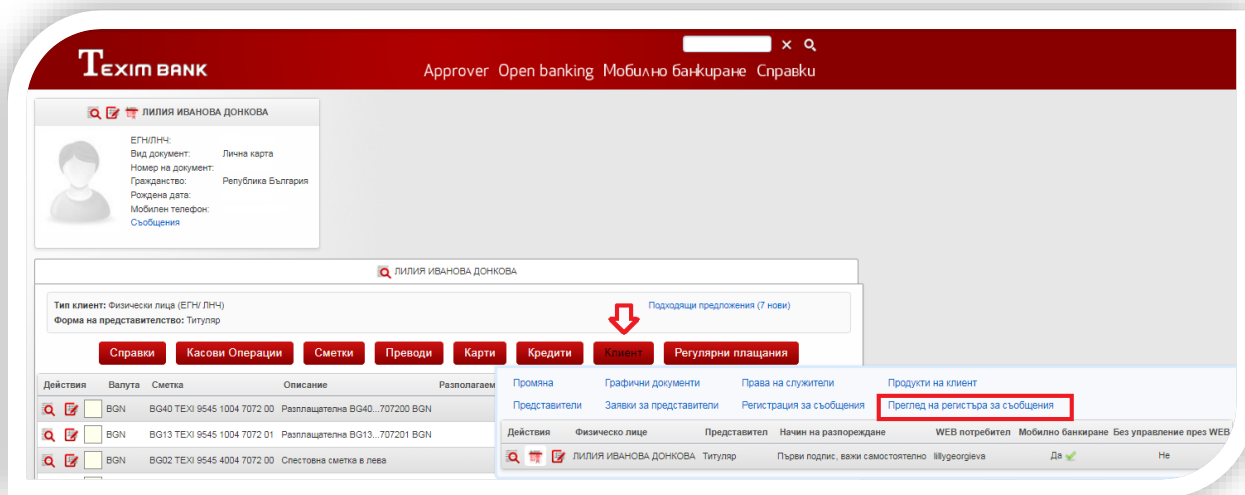 TEXIM BANK
Approver Open banking Мобилно банкиране Справки
ЛИЛИЯ ИВАНОВА ДОНКОВА
ЕГН/ЛНЧ:
Вид документ: Лична карта
Номер на документ:
Гражданство: Република България
Рождена дата:
Мобилен телефон:
Съобщения
ЛИЛИЯ ИВАНОВА ДОНКОВА
Тип клиент: Физически лица (ЕГН/ ЛНЧ)
Подходящи предложения (7 нови)
Форма на представителство: Титуляр
Справки Касови Операции Сметки Преводи Карти Кредити Клиент Регулярни плащания
Действия Валута Сметка Описание Разполагаем
BGN BG40 TEXI 9545 1004 7072 00 Разплащателна BG40...707200 BGN
BGN BG13 TEXI 9545 1004 7072 01 Разплащателна BG13...707201 BGN
BGN BG02 TEXI 9545 4004 7072 00 Спестовна сметка в лева
Промяна Графични документи Права на служители Продукти на клиент
Представители Заявки за представители Регистрация за съобщения Преглед на регистъра за съобщения
Действия Физическо лице Представител Начин на разпореждане WEB потребител Мобилно банкиране Без управление през WEB
ЛИЛИЯ ИВАНОВА ДОНКОВА Титуляр Първи подпис, важи самостоятелно lillygeorgieva Да Не